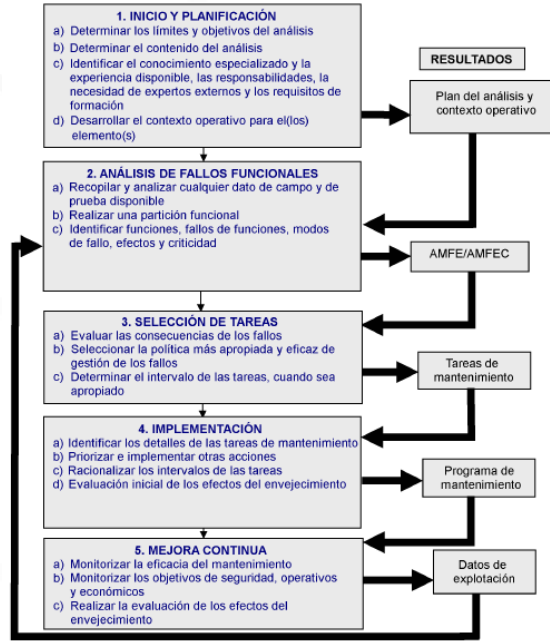 1. INICIO Y PLANIFICACIÓN
a) Determinar los límites y objetivos del análisis
b) Determinar el contenido del análisis
c) Identificar el conocimiento especializado y la
experiencia disponible, las responsabilidades, la
necesidad de expertos externos y los requisitos de
formación
d) Desarrollar el contexto operativo para el(los)
elemento(s)
RESULTADOS
Plan del análisis y
contexto operativo
2. ANÁLISIS DE FALLOS FUNCIONALES
a) Recopilar y analizar cualquier dato de campo y de
prueba disponible
b) Realizar una partición funcional
c) Identificar funciones, fallos de funciones, modos
de fallo, efectos y criticidad
AMFE/AMFEC
3. SELECCIÓN DE TAREAS
a) Evaluar las consecuencias de los fallos
b) Seleccionar la política más apropiada y eficaz de
gestión de los fallos
c) Determinar el intervalo de las tareas, cuando sea
apropiado
Tareas de
mantenimiento
4. IMPLEMENTACIÓN
a) Identificar los detalles de las tareas de mantenimiento
b) Priorizar e implementar otras acciones
c) Racionalizar los intervalos de las tareas
d) Evaluación inicial de los efectos del envejecimiento
Programa de
mantenimiento
5. MEJORA CONTINUA
a) Monitorizar la eficacia del mantenimiento
b) Monitorizar los objetivos de seguridad, operativos
y económicos
c) Realizar la evaluación de los efectos del
envejecimiento
Datos de
explotación